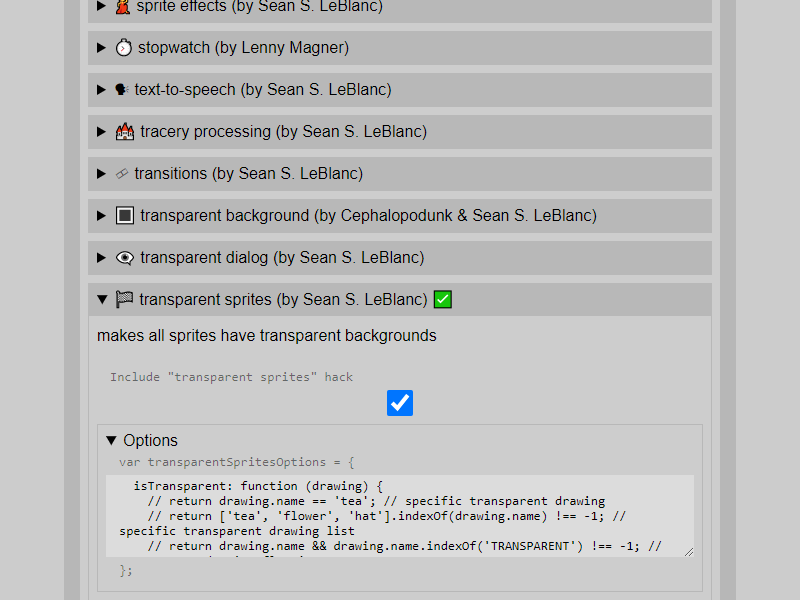 sprite effects (by Sean S. LeBlanc)
stopwatch (by Lenny Magner)
text-to-speech (by Sean S. LeBlanc)
tracery processing (by Sean S. LeBlanc)
transitions (by Sean S. LeBlanc)
transparent background (by Cephalopodunk & Sean S. LeBlanc)
transparent dialog (by Sean S. LeBlanc)
transparent sprites (by Sean S. LeBlanc)
makes all sprites have transparent backgrounds
Include "transparent sprites" hack
Options
var transparentSpritesOptions = {
isTransparent: function (drawing) {
// return drawing.name == 'tea'; // specific transparent drawing
// return ['tea', 'flower', 'hat'].indexOf(drawing.name) !== -1; //
specific transparent drawing list
// return drawing.name && drawing.name.indexOf('TRANSPARENT') !== -1; //
};